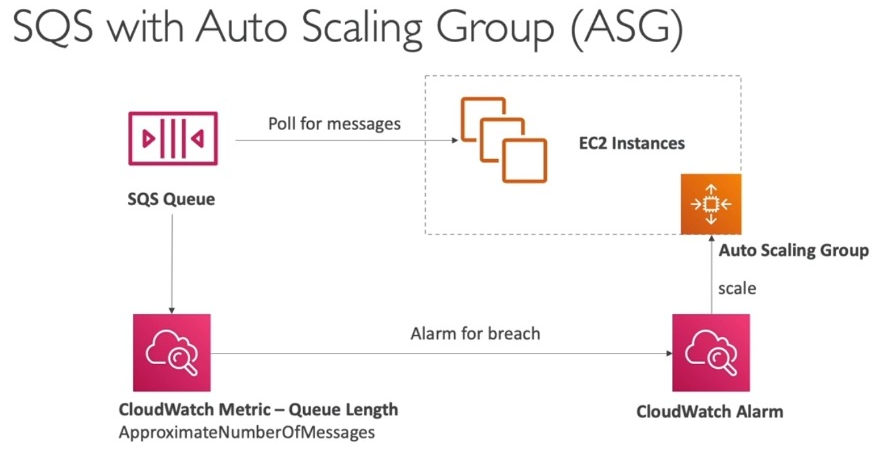 SQS with Auto Scaling Group (ASG)
Poll for messages
EC2 Instances
SQS Queue
Auto Scaling Group
scale
Alarm for breach
CloudWatch Metric – Queue Length
ApproximateNumberOfMessages
CloudWatch Alarm